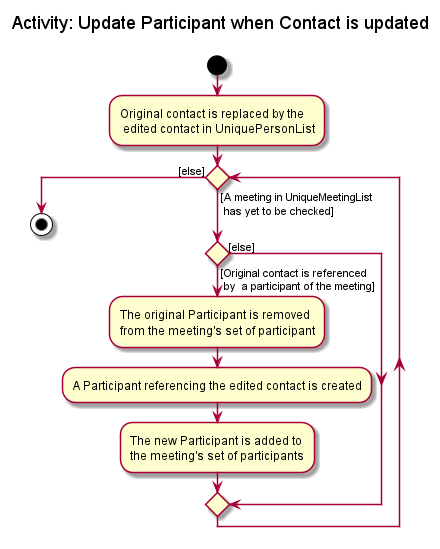 Activity: Update Participant when Contact is updated
Original contact is replaced by the
edited contact in UniquePersonList
[else]
[A meeting in UniqueMeetingList
has yet to be checked]
[else]
[Original contact is referenced
by a participant of the meeting]
The original Participant is removed
from the meeting's set of participant
A Participant referencing the edited contact is created
The new Participant is added to
the meeting's set of participants